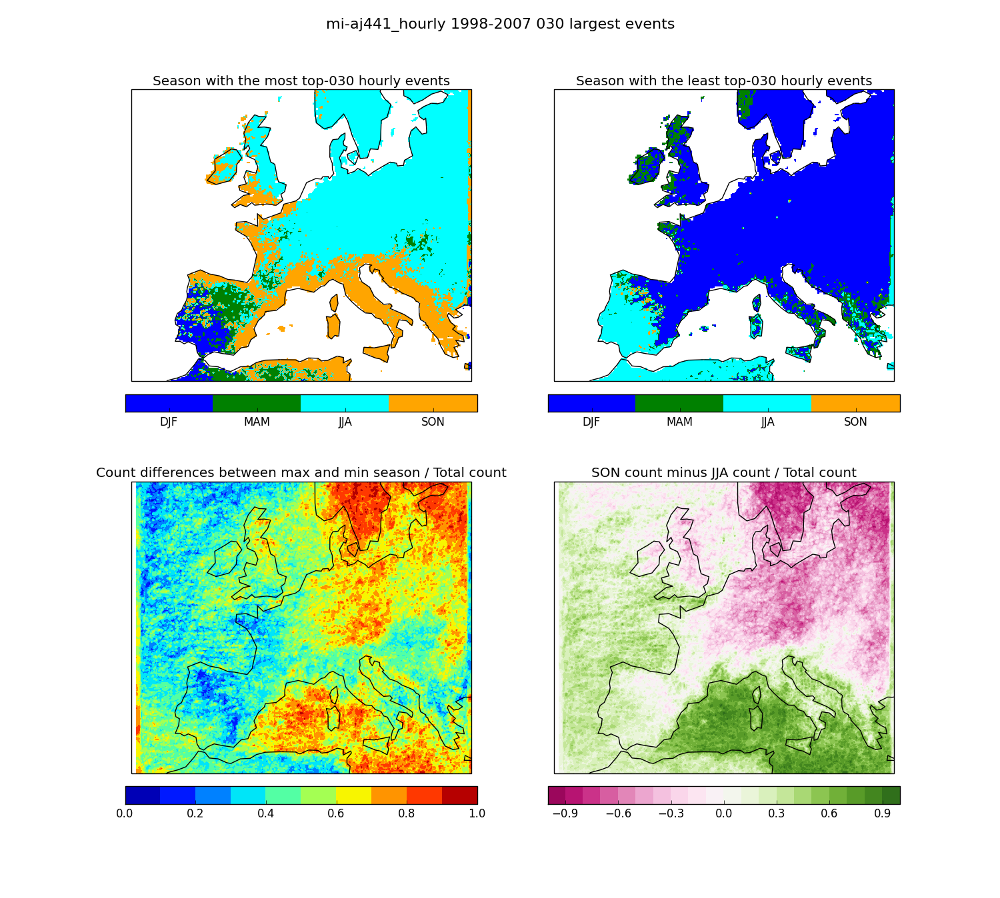 mi-aj441_hourly 1998-2007 030 largest events
Season with the most top-030 hourly events
Season with the least top-030 hourly events
DJF MAM JJA SON
DJF MAM JJA SON
Count differences between max and min season / Total count
SON count minus JJA count / Total count
0.0 0.2 0.4 0.6 0.8 1.0
−0.9 −0.6 −0.3 0.0 0.3 0.6 0.9